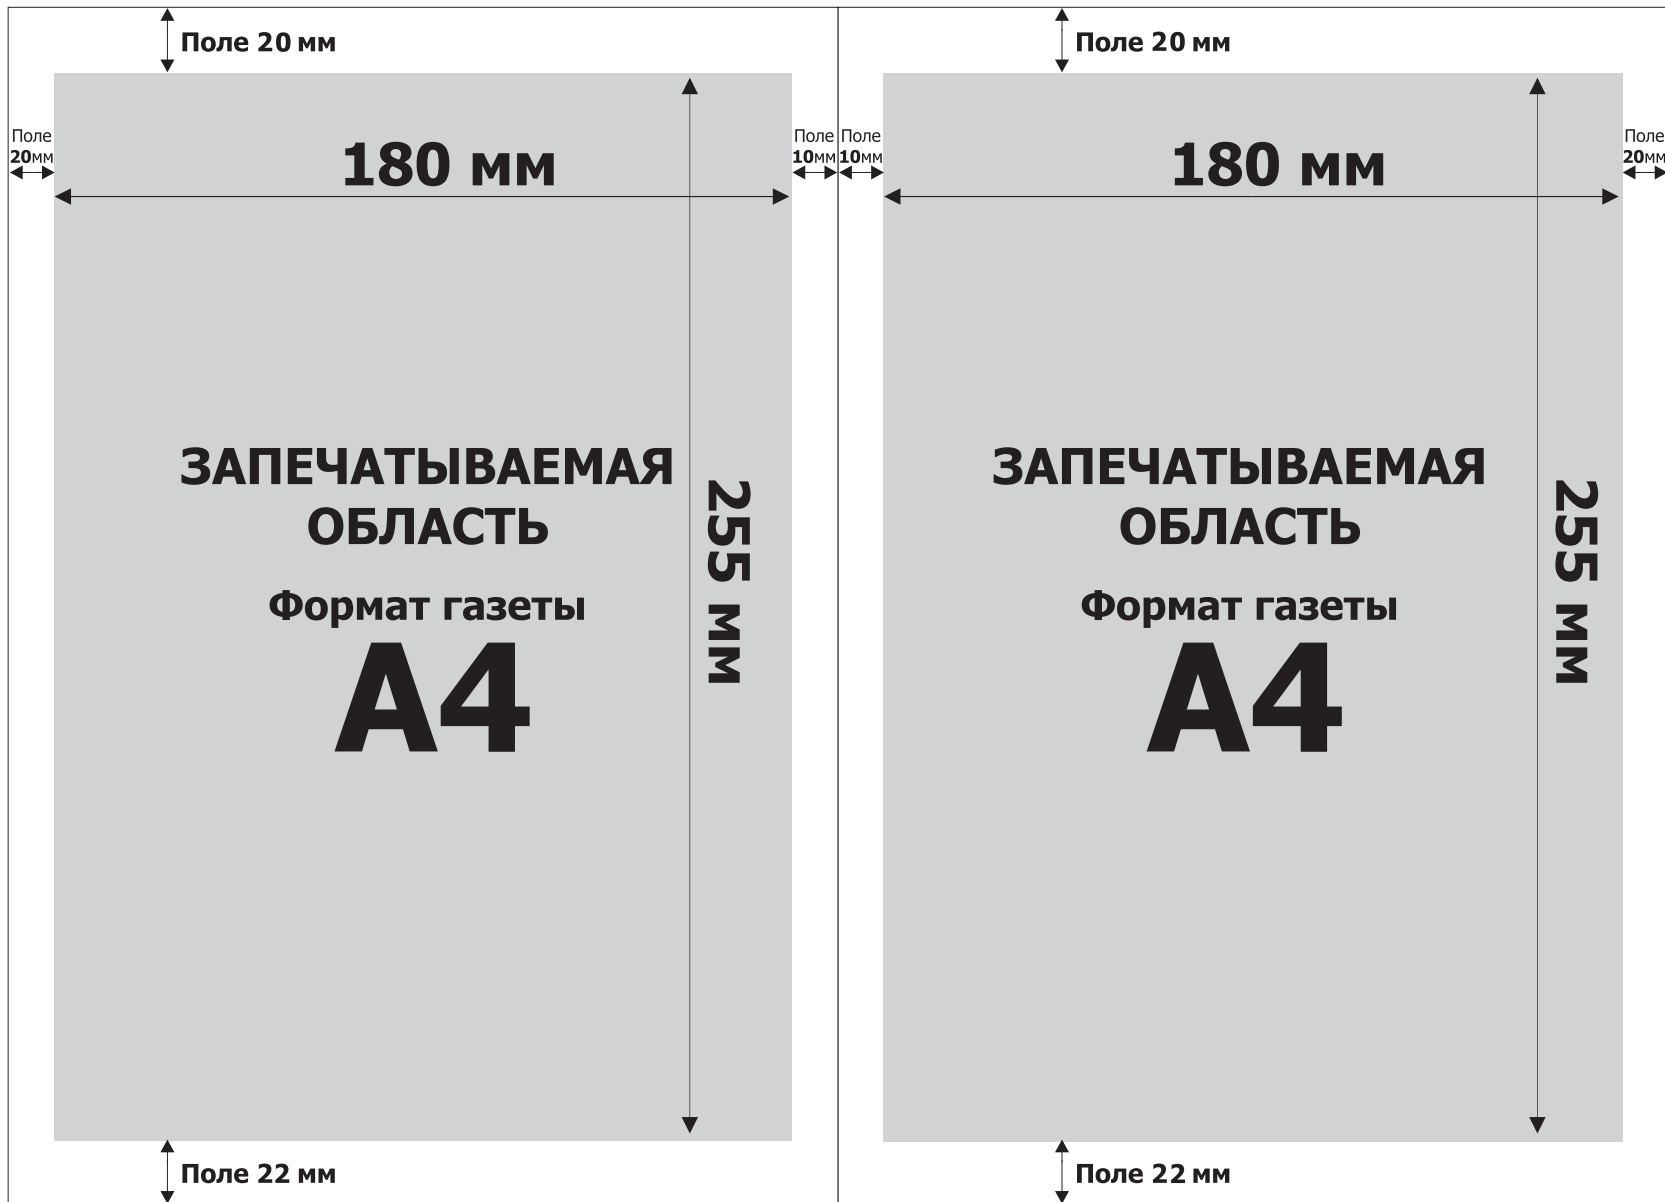 Поле 20 мм
Поле
20мм
180 мм
Поле
10мм
ЗАПЕЧАТЫВАЕМАЯ
ОБЛАСТЬ
Формат газеты
А4
255 мм
Поле 22 мм
Поле 20 мм
Поле
10мм
180 мм
Поле
20мм
ЗАПЕЧАТЫВАЕМАЯ
ОБЛАСТЬ
Формат газеты
А4
255 мм
Поле 22 мм